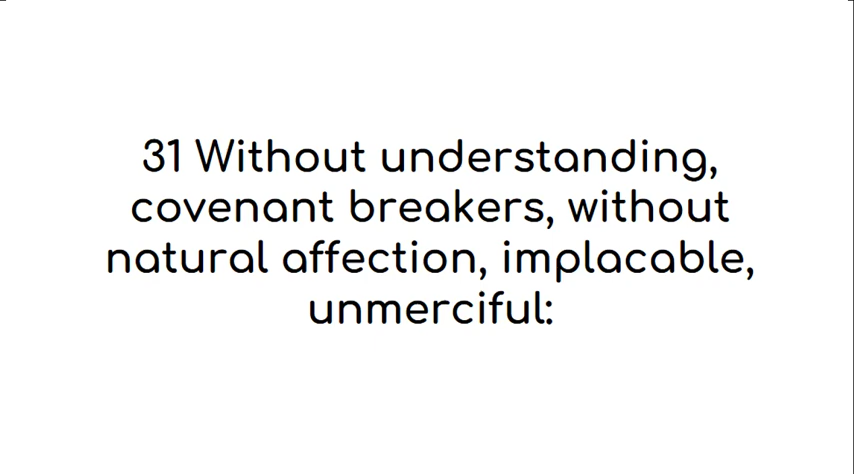 31 Without understanding,
covenant breakers, without
natural affection, implacable,
unmerciful: